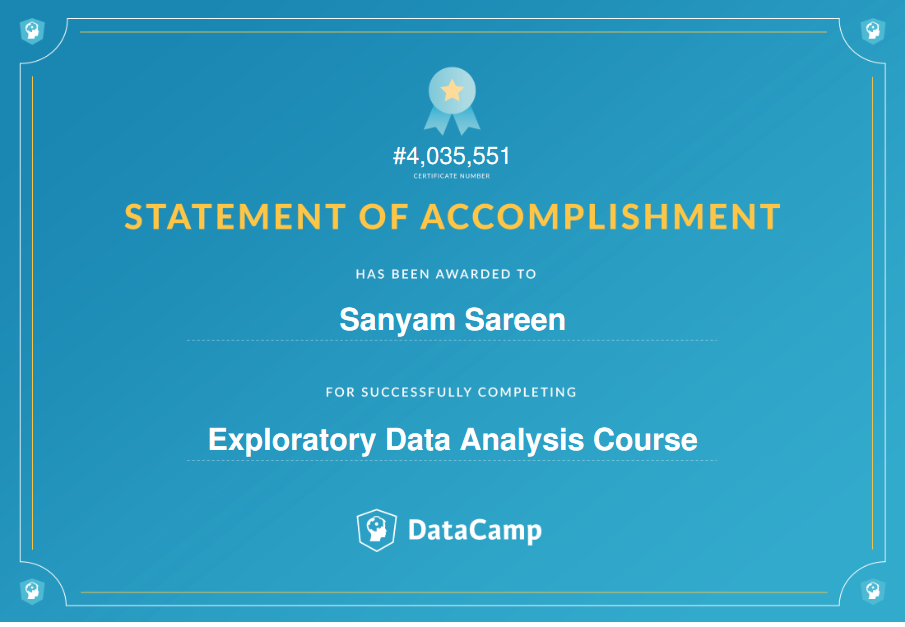 #4,035,551
CERTIFICATE NUMBER
STATEMENT OF ACCOMPLISHMENT
HAS BEEN AWARDED TO
Sanyam Sareen
FOR SUCCESSFULLY COMPLETING
Exploratory Data Analysis Course
DataCamp